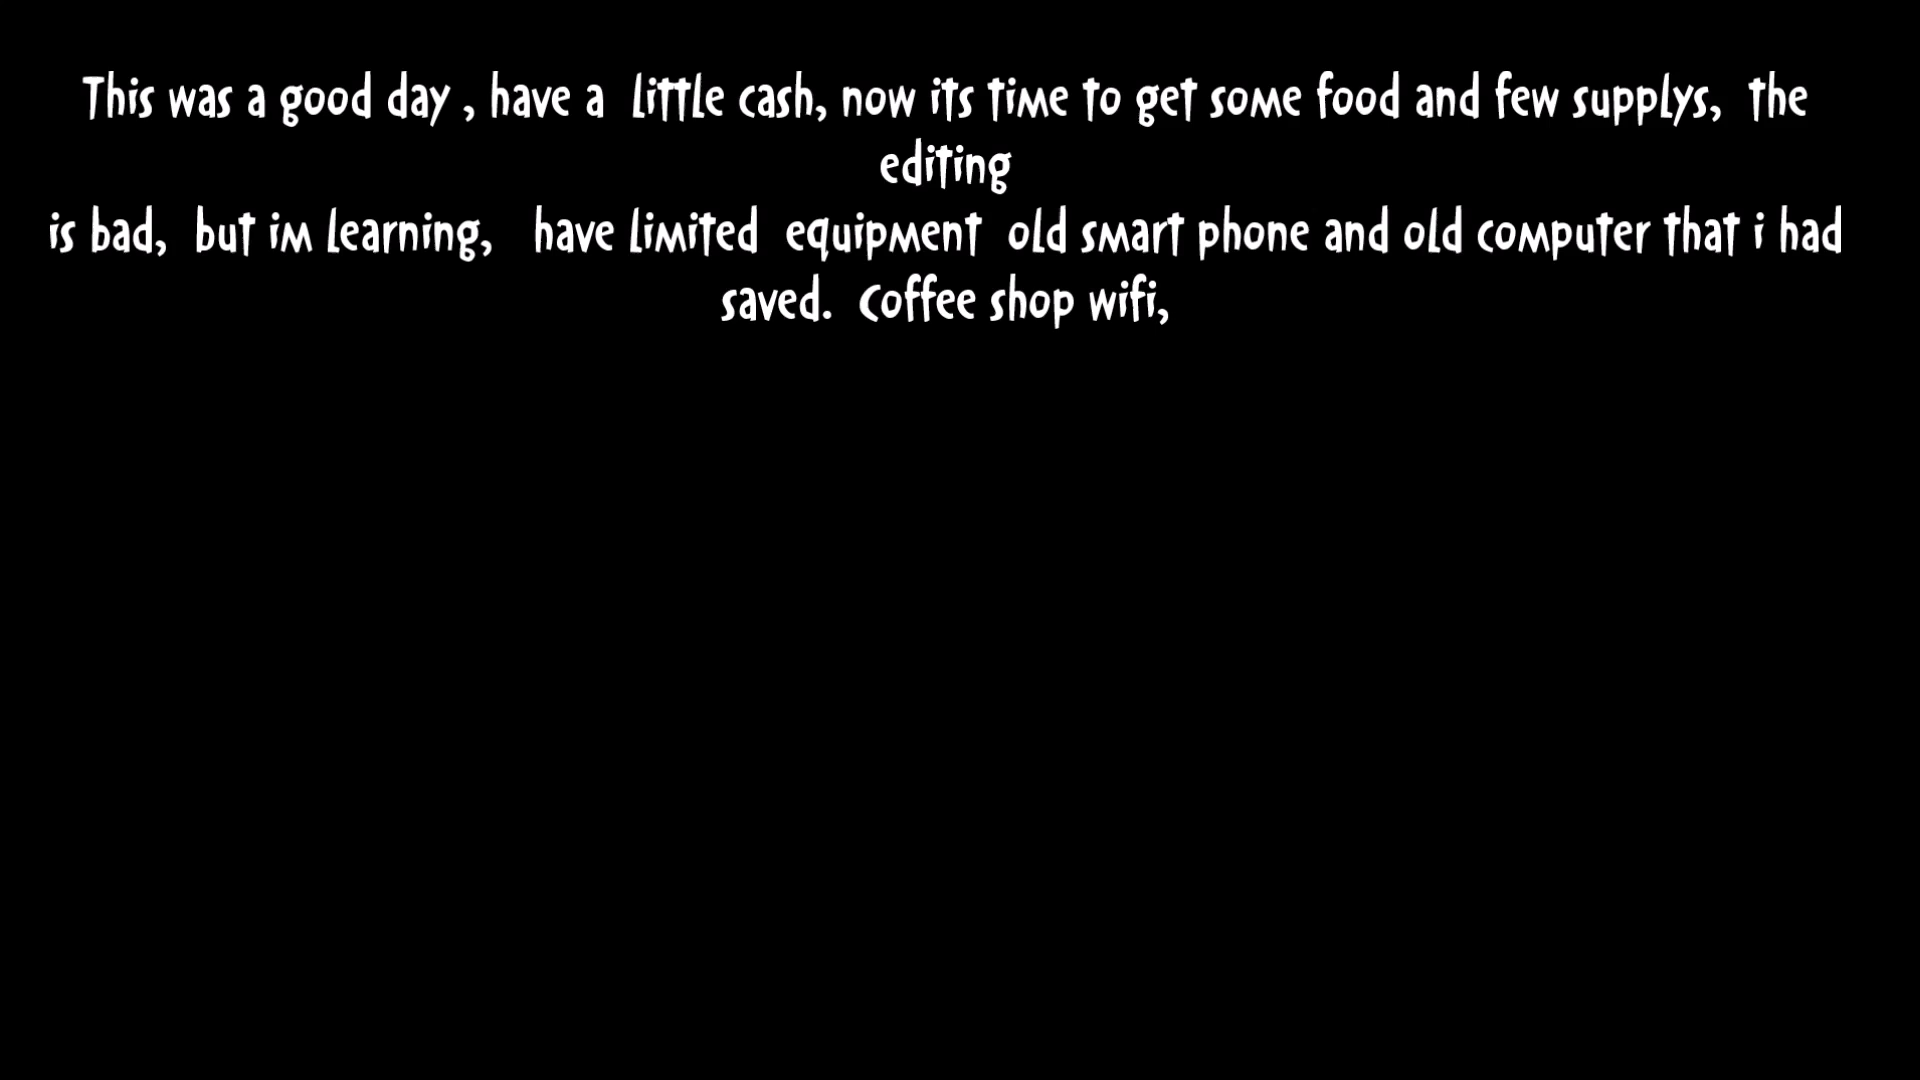 This was a good day , have a little cash, now its time to get some food and few supplys, the
editing
is bad, but im learning, have limited equipment old smart phone and old computer that i had
saved. Coffee shop wifi,